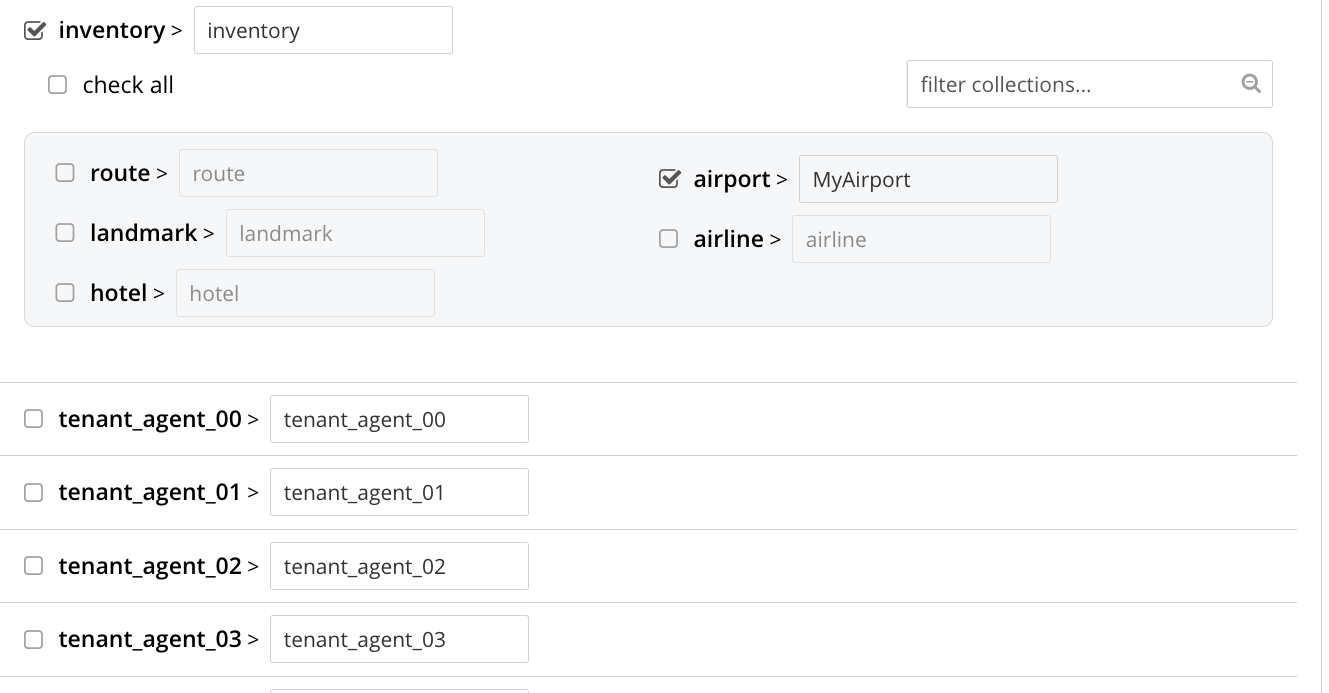 inventory > inventory
check all
filter collections...
route > route
landmark > landmark
hotel > hotel
airport > MyAirport
airline > airline
tenant_agent_00 > tenant_agent_00
tenant_agent_01 > tenant_agent_01
tenant_agent_02 > tenant_agent_02
tenant_agent_03 > tenant_agent_03